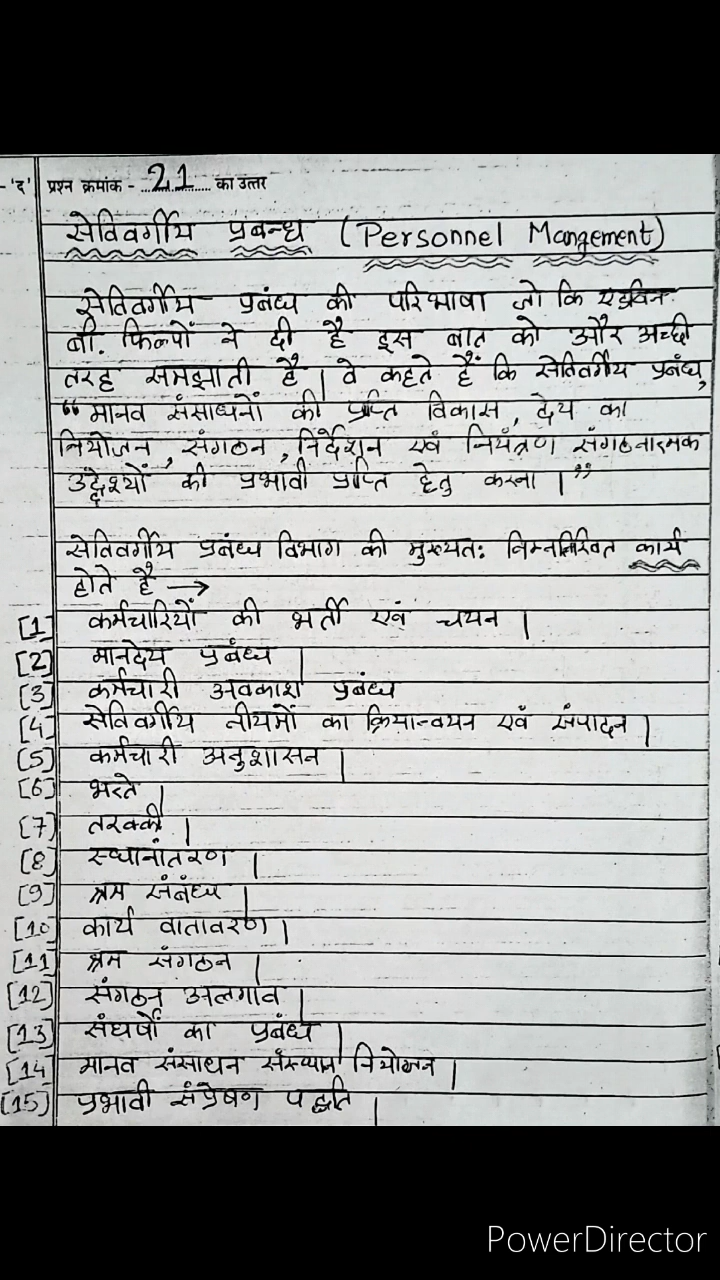 - 'द' प्रश्न क्रमांक - ...21... का उत्तर
सेविवर्गीय प्रबन्ध (Personnel Mangement)
सेविवर्गीय प्रबंध की परिभाषा जो कि एडविन
बी. फिल्पों ने दी है इस बात को और अच्छी
तरह समझाती है | वे कहते हैं कि सेविवर्गीय प्रबंध,
“ मानव संसाधनों की प्राप्ति विकास, देय का
नियोजन, संगठन, निर्देशन एवं नियंत्रण संगठनात्मक
उद्देश्यों की प्रभावी प्राप्ति हेतु करना | ”
सेविवर्गीय प्रबंध विभाग की मुख्यतः निम्नलिखित कार्य
होते है →
[1] कर्मचारियों की भर्ती एवं चयन |
[2] मानदेय प्रबंध |
[3] कर्मचारी अवकाश प्रबंध
[4] सेविवर्गीय नीयमों का क्रियान्वयन एवं संपादन |
[5] कर्मचारी अनुशासन |
[6] भत्ते |
[7] तरक्की |
[8] स्थानांतरण |
[9] श्रम संबंध |
[10] कार्य वातावरण |
[11] श्रम संगठन |
[12] संगठन अलगाव |
[13] संघर्षों का प्रबंध |
[14] मानव संसाधन नियोजन |
[15] प्रभावी संप्रेषण पद्धति |
PowerDirector